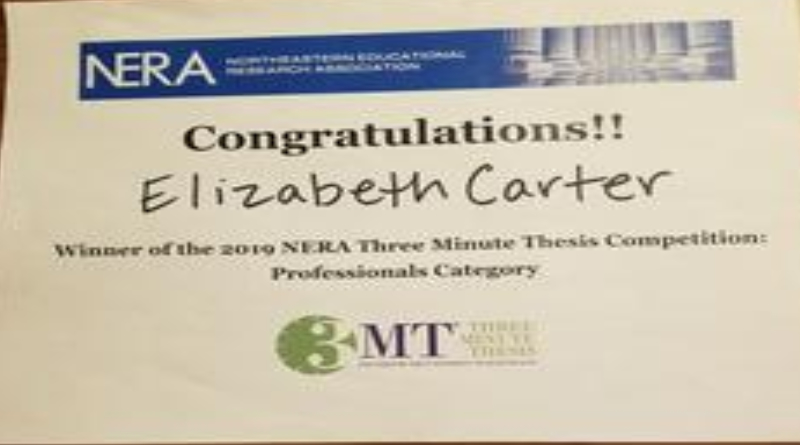 NERA NORTHEASTERN EDUCATIONAL
RESEARCH ASSOCIATION
Congratulations!!
Elizabeth Carter
Winner of the 2019 NERA Three Minute Thesis Competition:
Professionals Category
3MT THREE
MINUTE
THESIS